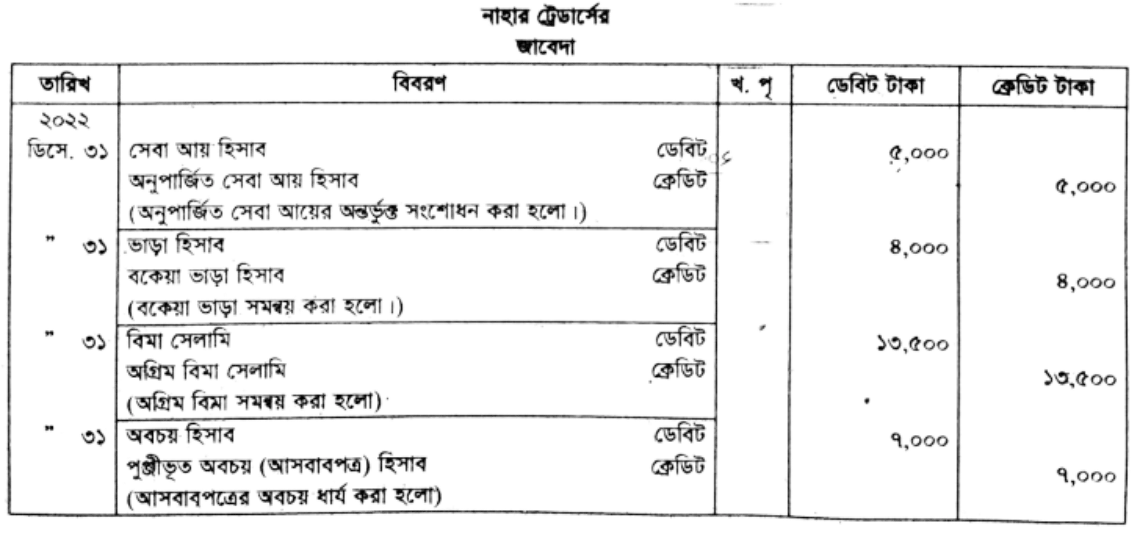 নাহার ট্রেডার্সের
জাবেদা
তারিখ বিবরণ খ. পৃ ডেবিট টাকা ক্রেডিট টাকা
২০২২
ডিসে. ৩১ সেবা আয় হিসাব ডেবিট ৫,০০০
অনুপার্জিত সেবা আয় হিসাব ক্রেডিট ৫,০০০
(অনুপার্জিত সেবা আয়ের অন্তর্ভুক্ত সংশোধন করা হলো।)
" ৩১ ভাড়া হিসাব ডেবিট ৪,০০০
বকেয়া ভাড়া হিসাব ক্রেডিট ৪,০০০
(বকেয়া ভাড়া সমন্বয় করা হলো।)
" ৩১ বিমা সেলামি ডেবিট ১৩,৫০০
অগ্রিম বিমা সেলামি ক্রেডিট ১৩,৫০০
(অগ্রিম বিমা সমন্বয় করা হলো)
" ৩১ অবচয় হিসাব ডেবিট ৭,০০০
পুঞ্জীভূত অবচয় (আসবাবপত্র) হিসাব ক্রেডিট ৭,০০০
(আসবাবপত্রের অবচয় ধার্য করা হলো)